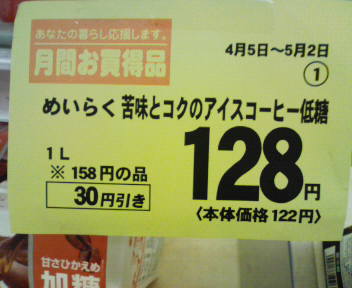 あなたの暮らし応援します。
月間お買得品
4月5日～5月2日
①
めいらく 苦味とコクのアイスコーヒー低糖
1L
※158円の品
30円引き
128円
〈本体価格122円〉
甘さひかえめ
加糖